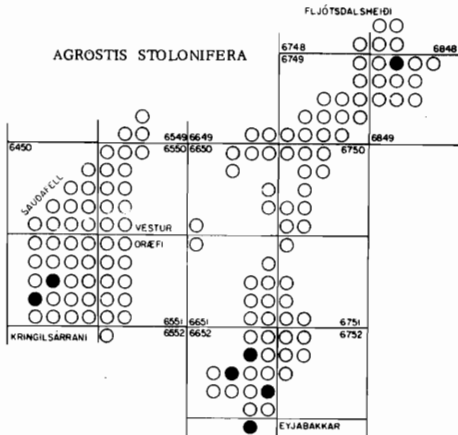 FLJÓTSDALSHEIÐI
AGROSTIS STOLONIFERA
6748
6848
6749
6549 6649
6849
6450
6550 6650
6750
SAUÐAFELL
VESTUR
ÖRÆFI
6551 6651
6751
KRINGILSÁRRANI
6552 6652
6752
EYJABAKKAR